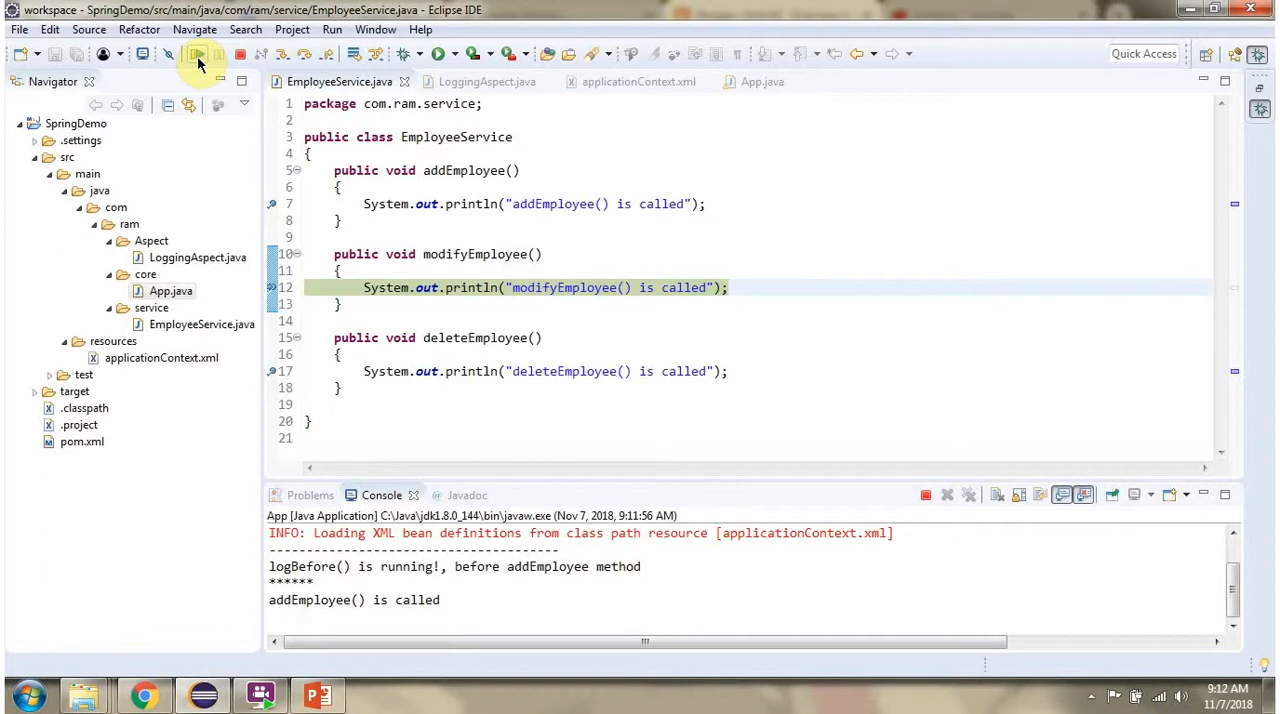 workspace - SpringDemo/src/main/java/com/ram/service/EmployeeService.java - Eclipse IDE
File Edit Source Refactor Navigate Search Project Run Window Help
Quick Access
Navigator
EmployeeService.java LoggingAspect.java applicationContext.xml App.java
SpringDemo
.settings
src
main
java
com
ram
Aspect
LoggingAspect.java
core
App.java
service
EmployeeService.java
resources
applicationContext.xml
test
target
.classpath
.project
pom.xml
1 package com.ram.service;
2
3 public class EmployeeService
4 {
5 public void addEmployee()
6 {
7 System.out.println("addEmployee() is called");
8 }
9
10 public void modifyEmployee()
11 {
12 System.out.println("modifyEmployee() is called");
13 }
14
15 public void deleteEmployee()
16 {
17 System.out.println("deleteEmployee() is called");
18 }
19
20 }
21
Problems Console Javadoc
App [Java Application] C:\Java\jdk1.8.0_144\bin\javaw.exe (Nov 7, 2018, 9:11:56 AM)
INFO: Loading XML bean definitions from class path resource [applicationContext.xml]
---------------------------------------
logBefore() is running!, before addEmployee method
******
addEmployee() is called
9:12 AM
11/7/2018